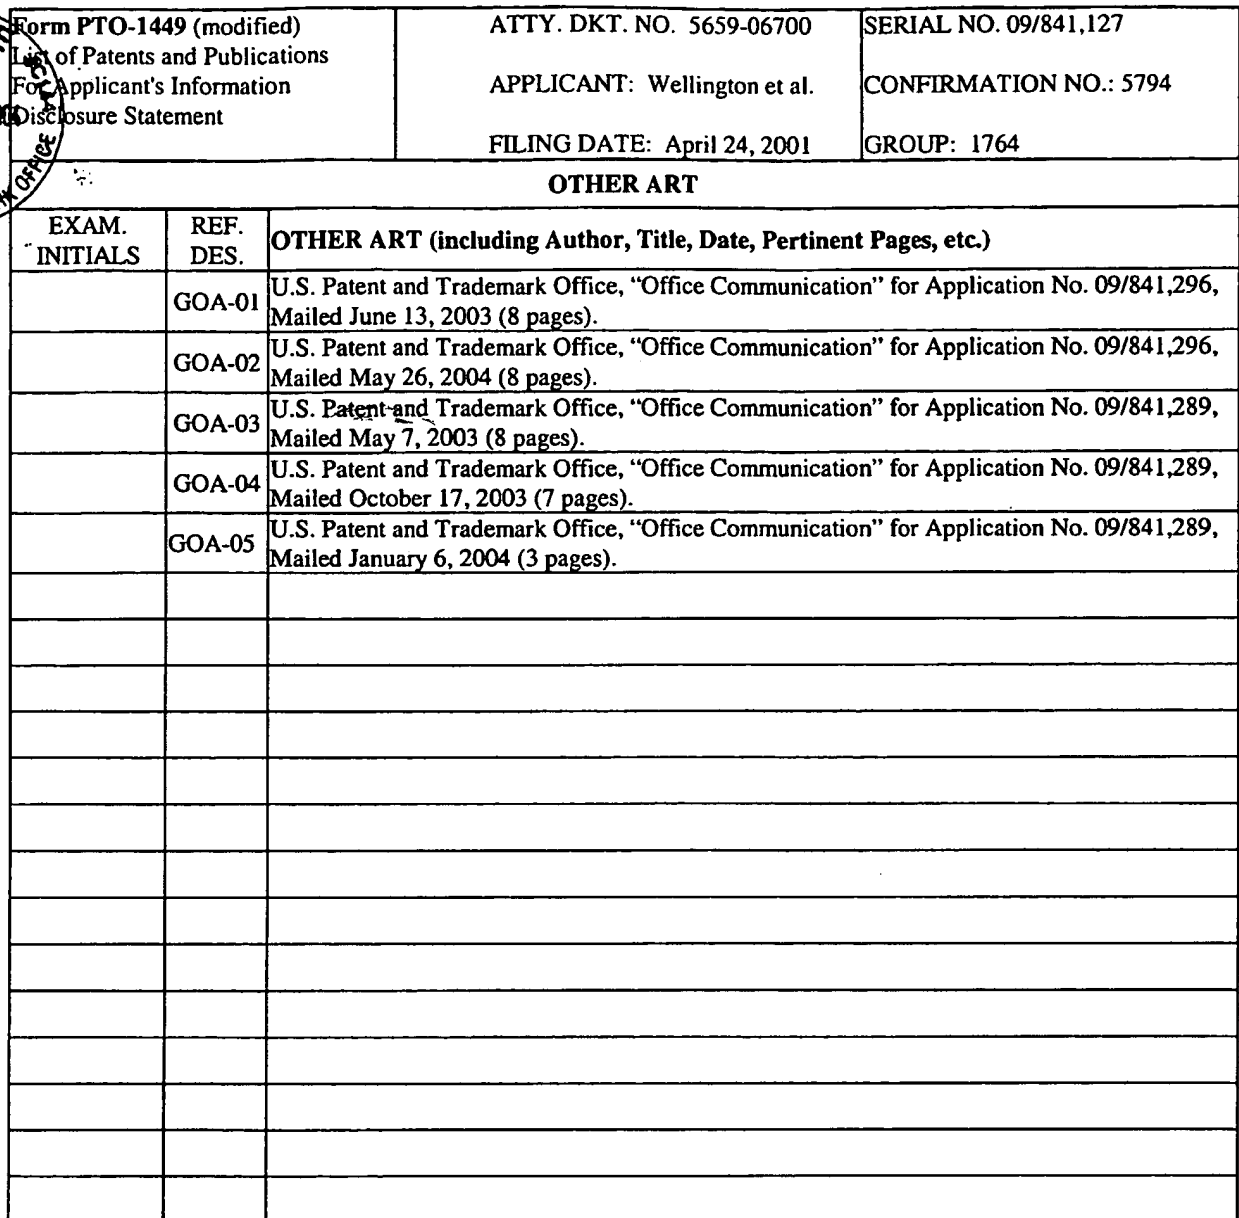 Form PTO-1449 (modified)
List of Patents and Publications
For Applicant's Information
Disclosure Statement
ATTY. DKT. NO. 5659-06700
APPLICANT: Wellington et al.
FILING DATE: April 24, 2001
SERIAL NO. 09/841,127
CONFIRMATION NO.: 5794
GROUP: 1764
OFFICE
OTHER ART
EXAM.
INITIALS
REF.
DES.
OTHER ART (including Author, Title, Date, Pertinent Pages, etc.)
GOA-01
U.S. Patent and Trademark Office, “Office Communication” for Application No. 09/841,296,
Mailed June 13, 2003 (8 pages).
GOA-02
U.S. Patent and Trademark Office, “Office Communication” for Application No. 09/841,296,
Mailed May 26, 2004 (8 pages).
GOA-03
U.S. Patent and Trademark Office, “Office Communication” for Application No. 09/841,289,
Mailed May 7, 2003 (8 pages).
GOA-04
U.S. Patent and Trademark Office, “Office Communication” for Application No. 09/841,289,
Mailed October 17, 2003 (7 pages).
GOA-05
U.S. Patent and Trademark Office, “Office Communication” for Application No. 09/841,289,
Mailed January 6, 2004 (3 pages).